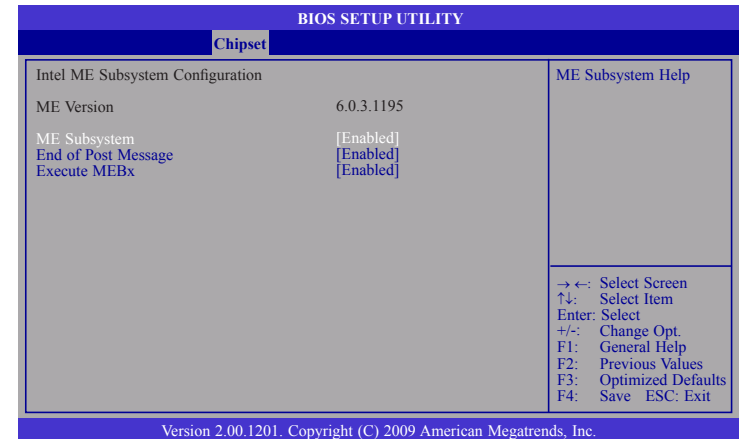 BIOS SETUP UTILITY
Chipset
Intel ME Subsystem Configuration
ME Version 6.0.3.1195
ME Subsystem [Enabled]
End of Post Message [Enabled]
Execute MEBx [Enabled]
ME Subsystem Help
→ ←: Select Screen
↑↓: Select Item
Enter: Select
+/-: Change Opt.
F1: General Help
F2: Previous Values
F3: Optimized Defaults
F4: Save ESC: Exit
Version 2.00.1201. Copyright (C) 2009 American Megatrends, Inc.